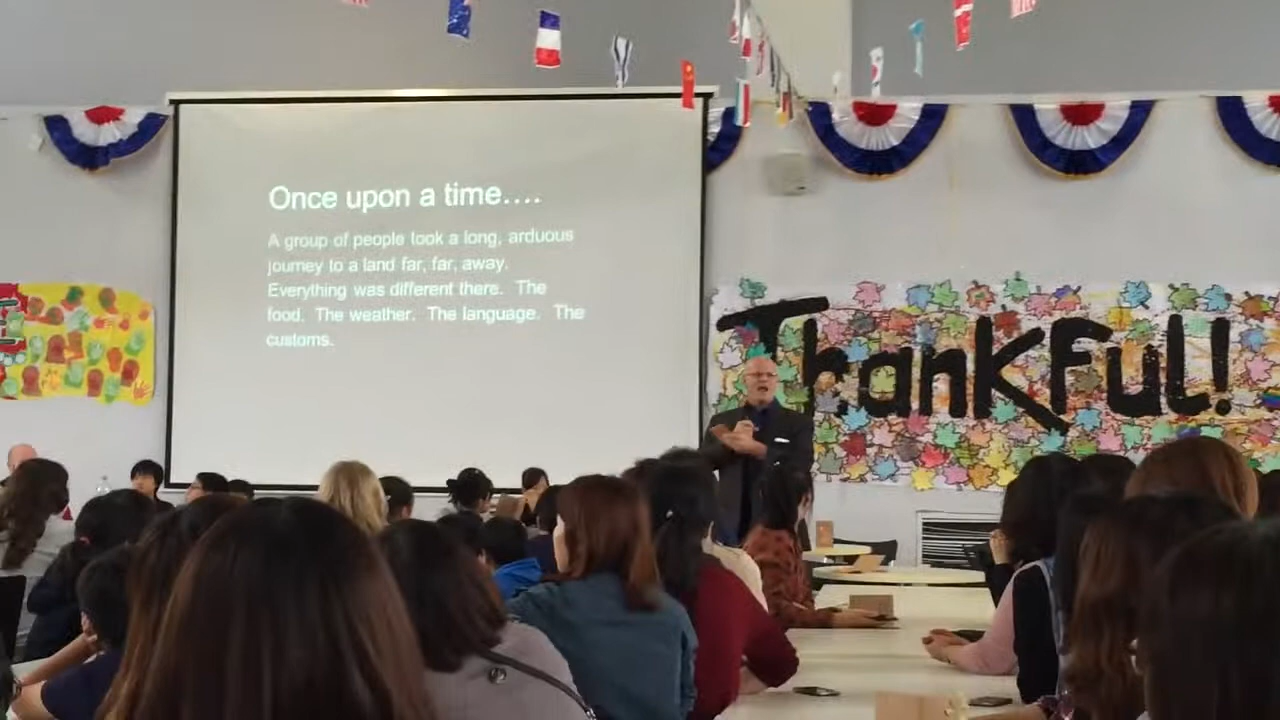 Once upon a time....
A group of people took a long, arduous
journey to a land far, far, away.
Everything was different there. The
food. The weather. The language. The
customs.
Thankful!